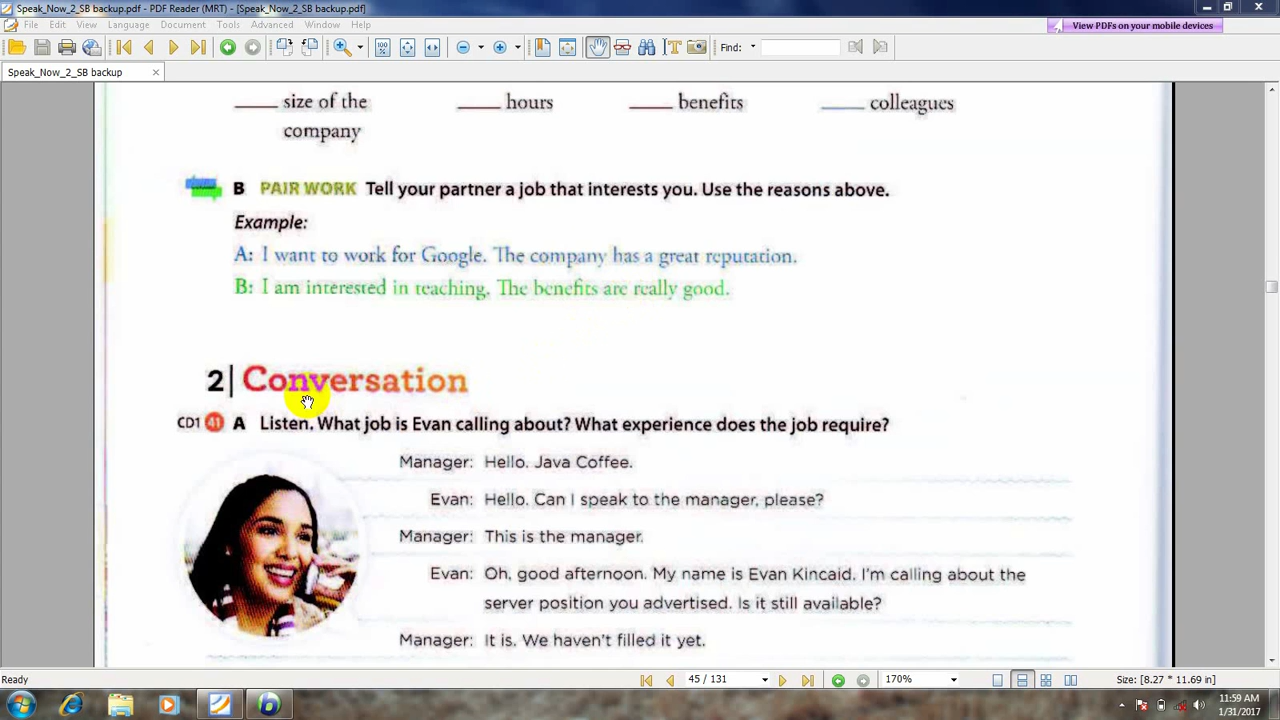 Speak_Now_2_SB backup.pdf - PDF Reader (MRT) - [Speak_Now_2_SB backup.pdf]
File Edit View Language Document Tools Advanced Window Help
View PDFs on your mobile devices
Find:
Speak_Now_2_SB backup
____ size of the company
____ hours
____ benefits
____ colleagues
B PAIR WORK Tell your partner a job that interests you. Use the reasons above.
Example:
A: I want to work for Google. The company has a great reputation.
B: I am interested in teaching. The benefits are really good.
2 | Conversation
CD1 41 A Listen. What job is Evan calling about? What experience does the job require?
Manager: Hello. Java Coffee.
Evan: Hello. Can I speak to the manager, please?
Manager: This is the manager.
Evan: Oh, good afternoon. My name is Evan Kincaid. I'm calling about the
server position you advertised. Is it still available?
Manager: It is. We haven't filled it yet.
Ready
45 / 131
170%
Size: [8.27 * 11.69 in]
11:59 AM
1/31/2017